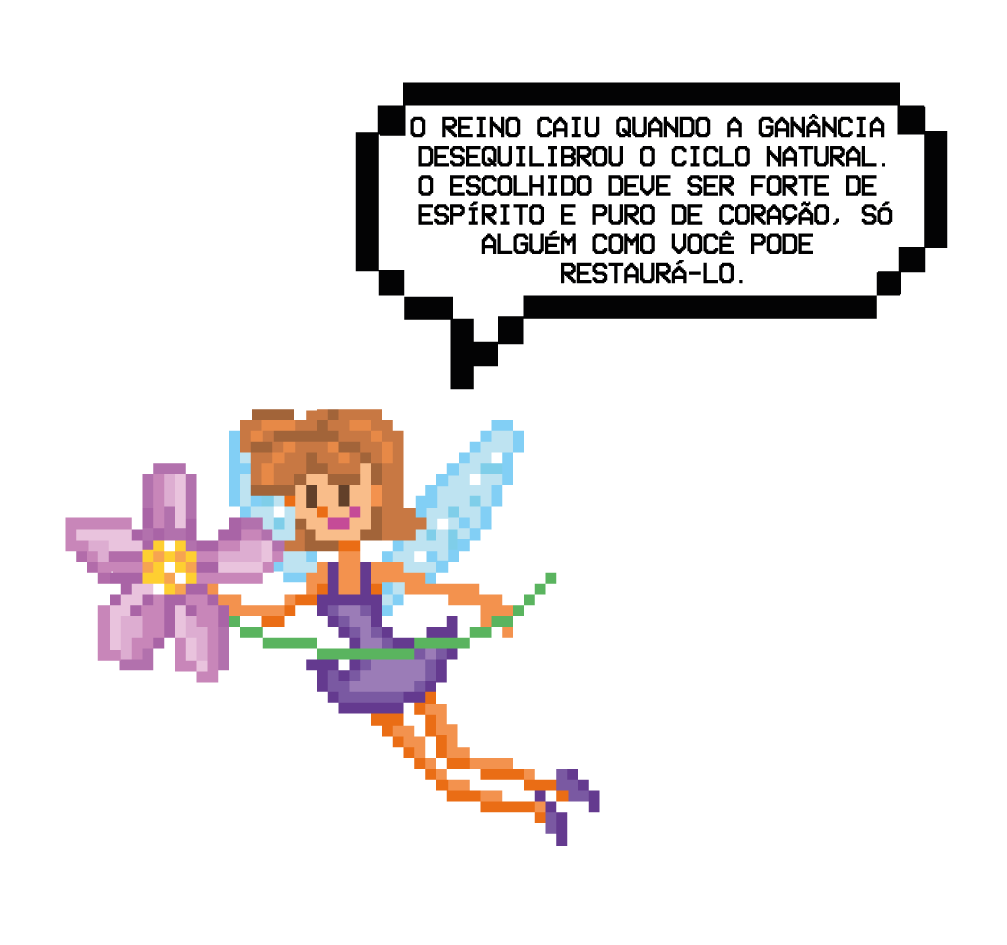 O REINO CAIU QUANDO A GANÂNCIA
DESEQUILIBROU O CICLO NATURAL.
O ESCOLHIDO DEVE SER FORTE DE
ESPÍRITO E PURO DE CORAÇÃO, SÓ
ALGUÉM COMO VOCÊ PODE
RESTAURÁ-LO.